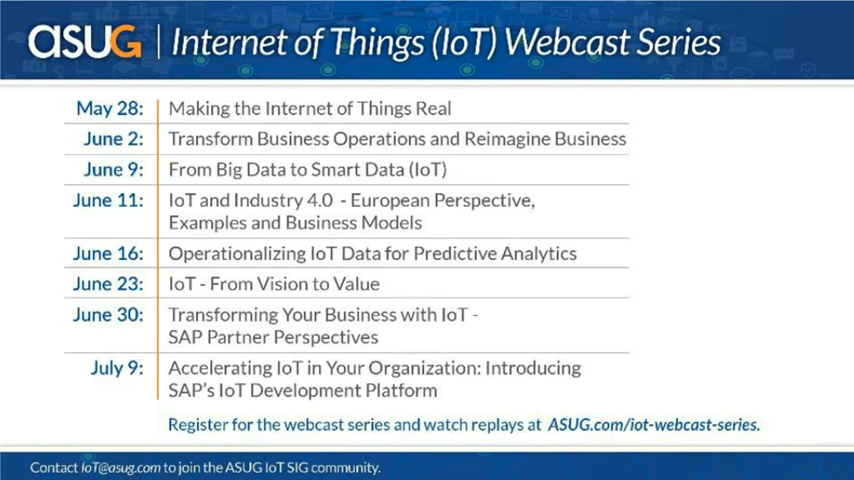 ASUG | Internet of Things (IoT) Webcast Series
May 28: Making the Internet of Things Real
June 2: Transform Business Operations and Reimagine Business
June 9: From Big Data to Smart Data (IoT)
June 11: IoT and Industry 4.0 - European Perspective,
Examples and Business Models
June 16: Operationalizing IoT Data for Predictive Analytics
June 23: IoT - From Vision to Value
June 30: Transforming Your Business with IoT -
SAP Partner Perspectives
July 9: Accelerating IoT in Your Organization: Introducing
SAP's IoT Development Platform
Register for the webcast series and watch replays at ASUG.com/iot-webcast-series.
Contact IoT@asug.com to join the ASUG IoT SIG community.